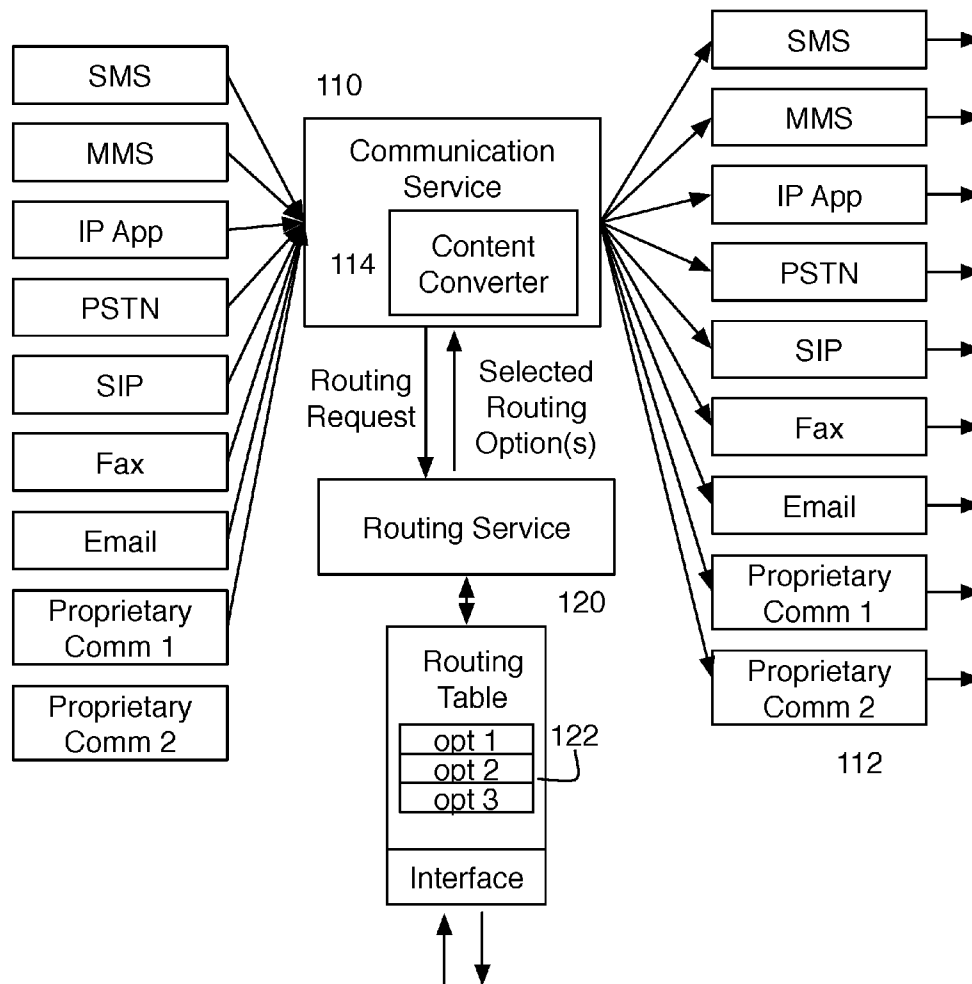 SMS
MMS
IP App
PSTN
SIP
Fax
Email
Proprietary
Comm 1
Proprietary
Comm 2
110
Communication
Service
114
Content
Converter
Routing
Request
Selected
Routing
Option(s)
Routing Service
120
Routing
Table
opt 1
opt 2
opt 3
122
Interface
SMS
MMS
IP App
PSTN
SIP
Fax
Email
Proprietary
Comm 1
Proprietary
Comm 2
112